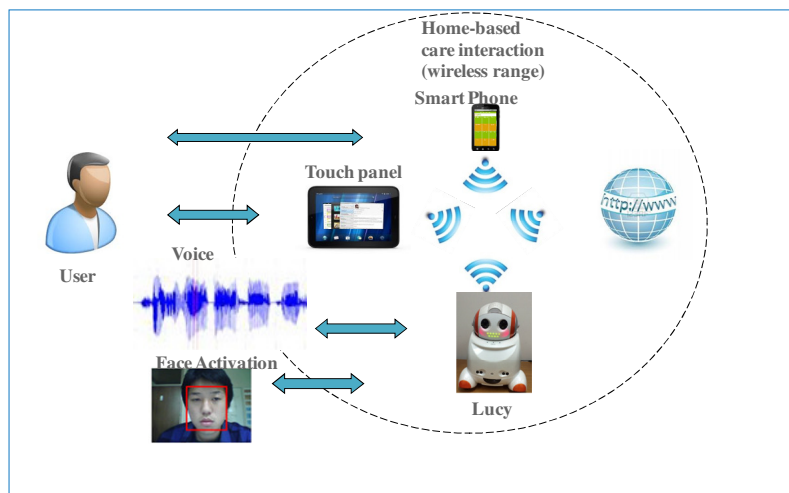 Home-based
care interaction
(wireless range)
Smart Phone
Touch panel
http://www
Voice
User
Face Activation
Lucy